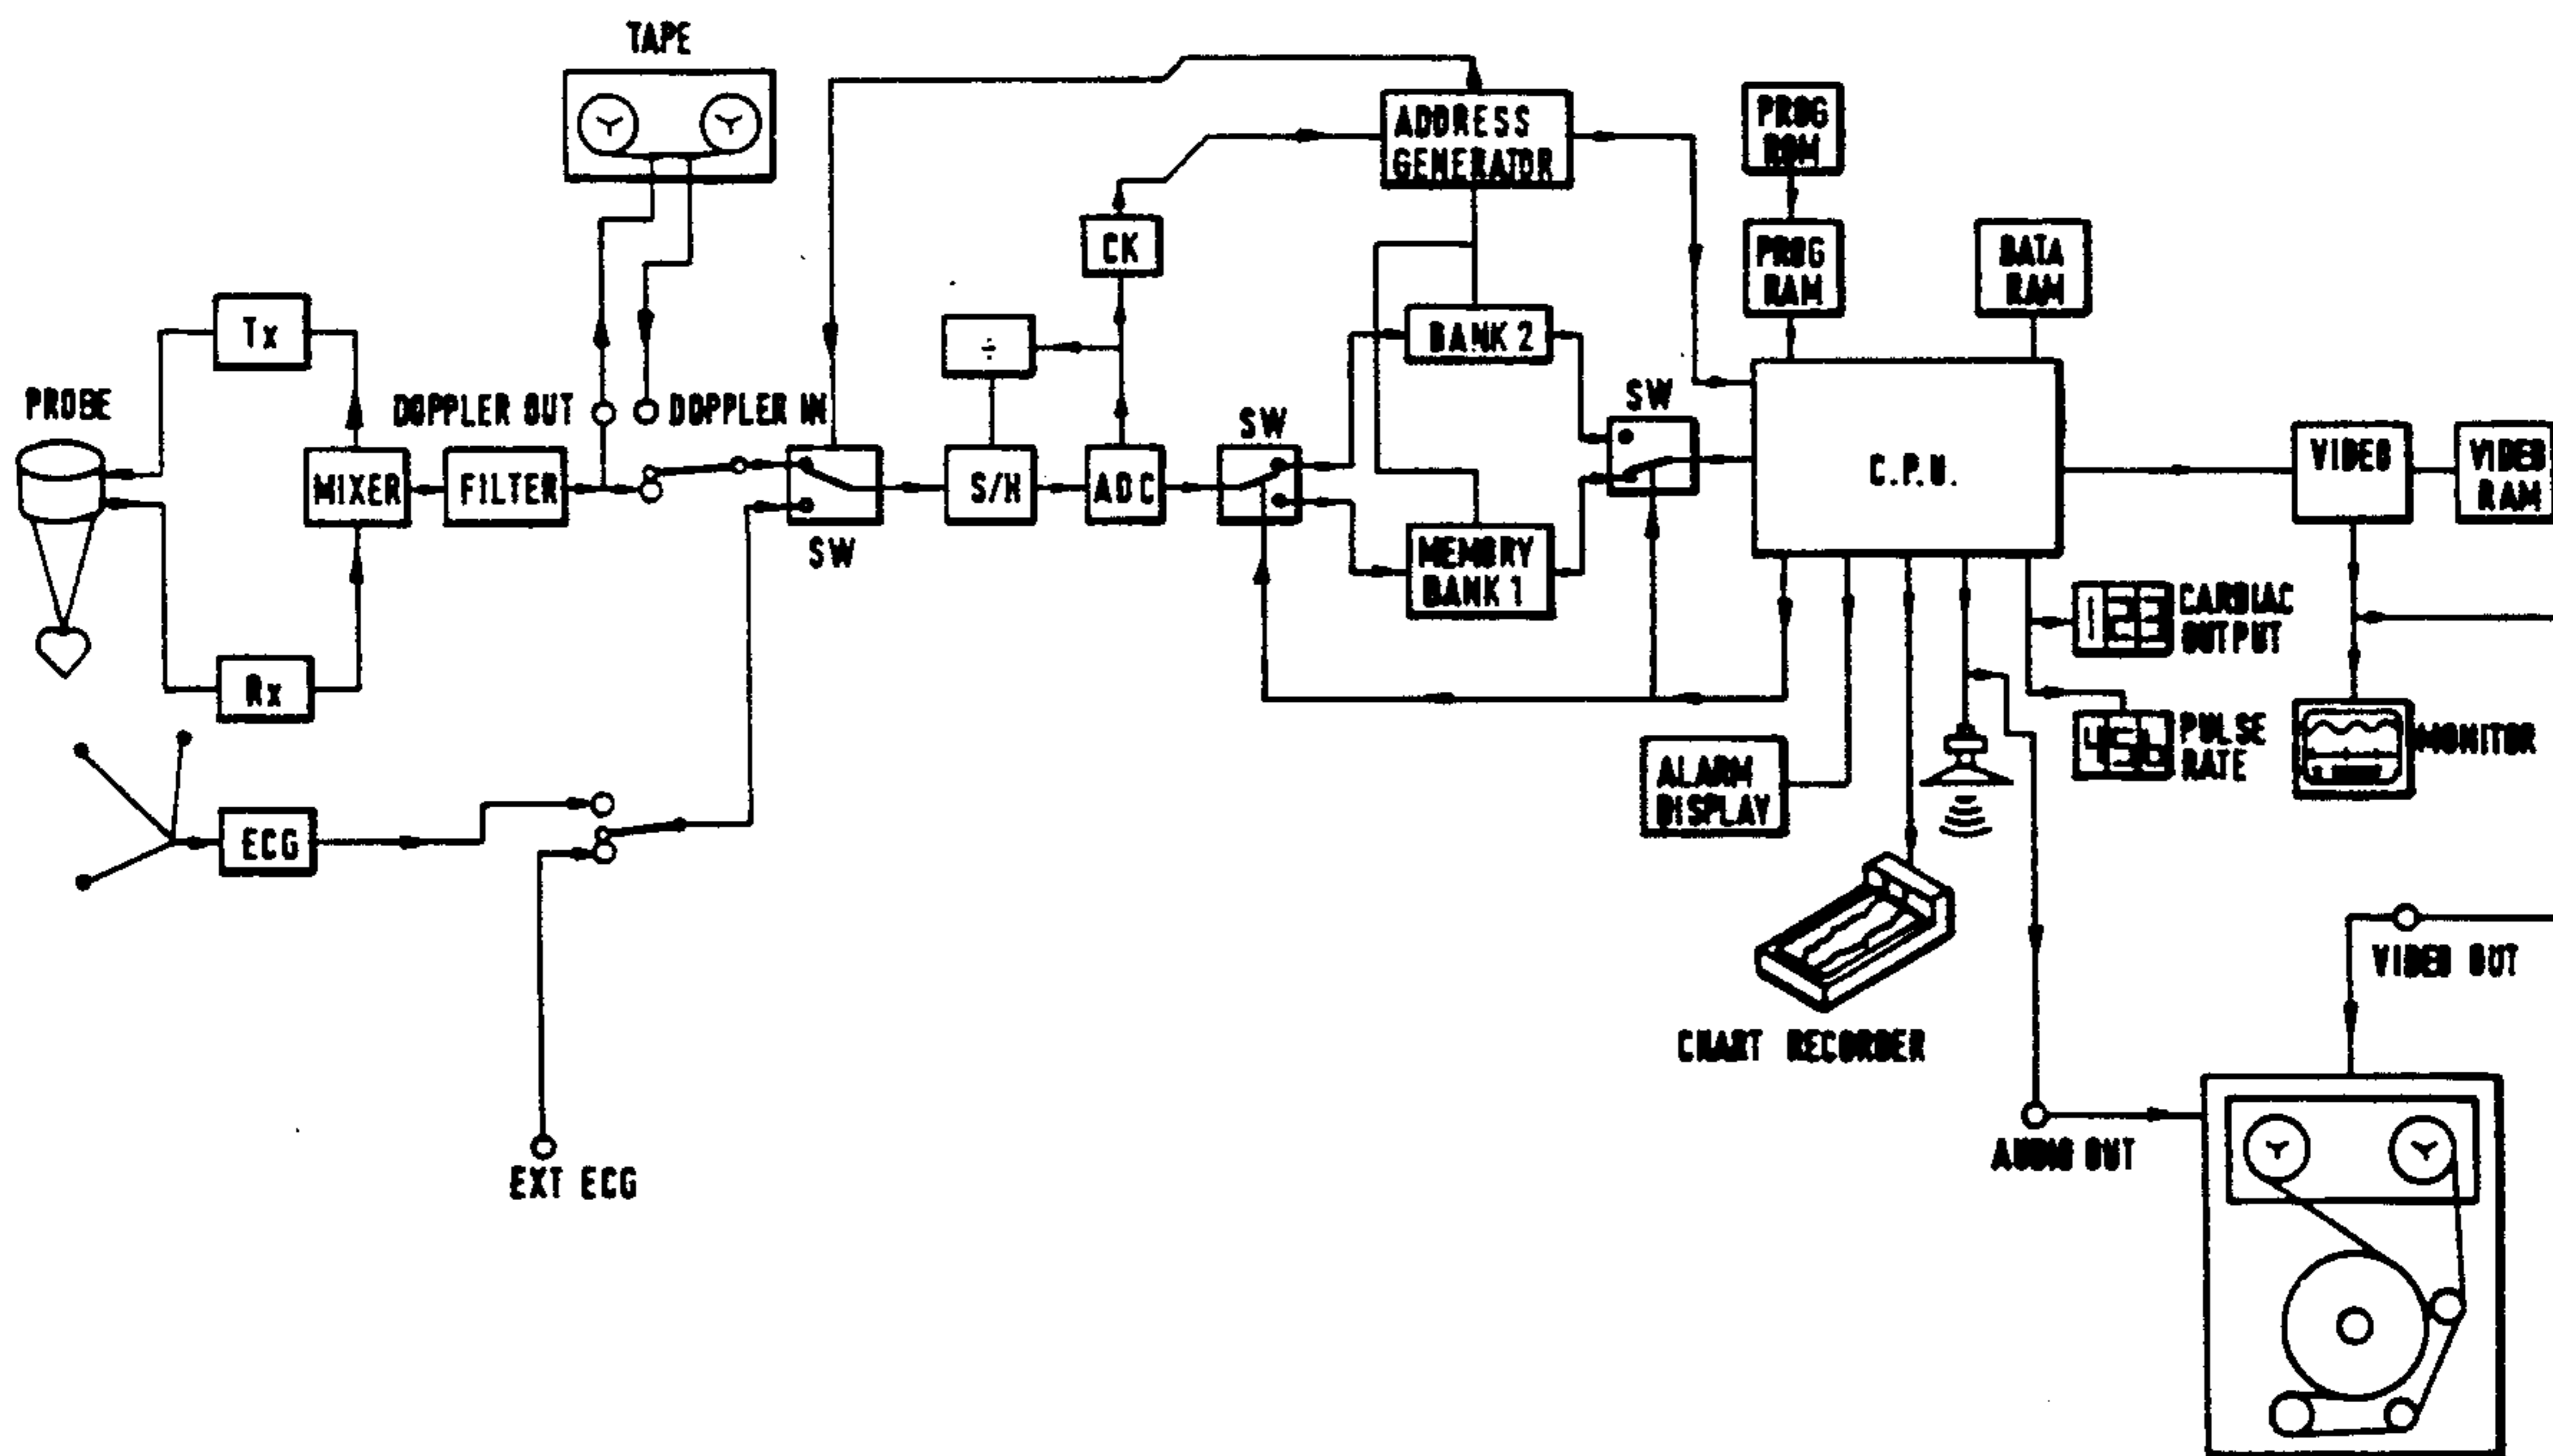 TAPE
ADDRESS
GENERATOR
PROG
ROM
CK
PROG
RAM
DATA
RAM
Tx
÷
BANK 2
PROBE
DOPPLER OUT
DOPPLER IN
SW
SW
MIXER
FILTER
S/H
ADC
C.P.U.
VIDEO
VIDEO
RAM
SW
MEMORY
BANK 1
123
CARDIAC
OUTPUT
Rx
ALARM
DISPLAY
456
PULSE
RATE
MONITOR
ECG
VIDEO OUT
CHART RECORDER
AUDIO OUT
EXT ECG